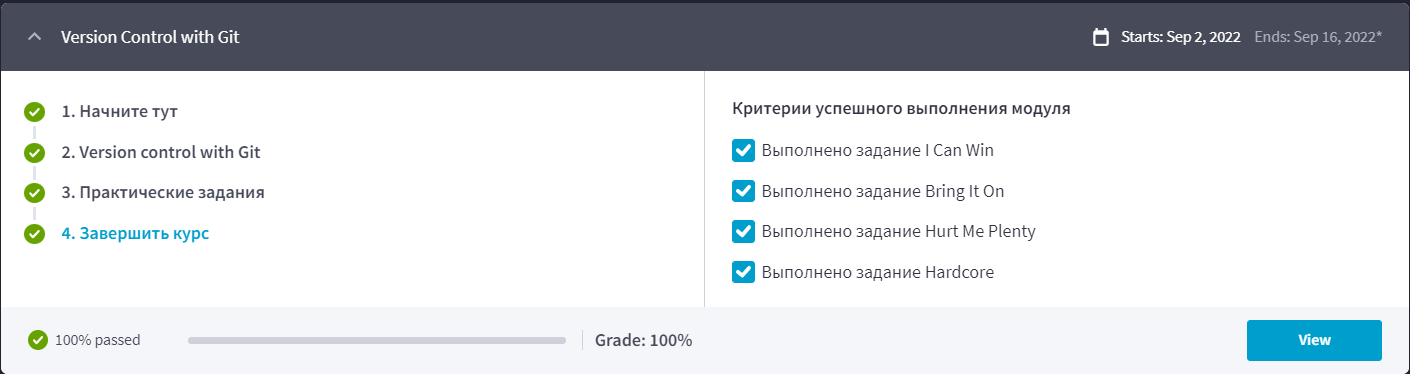 Version Control with Git
Starts: Sep 2, 2022 Ends: Sep 16, 2022*
1. Начните тут
2. Version control with Git
3. Практические задания
4. Завершить курс
Критерии успешного выполнения модуля
Выполнено задание I Can Win
Выполнено задание Bring It On
Выполнено задание Hurt Me Plenty
Выполнено задание Hardcore
100% passed
Grade: 100%
View